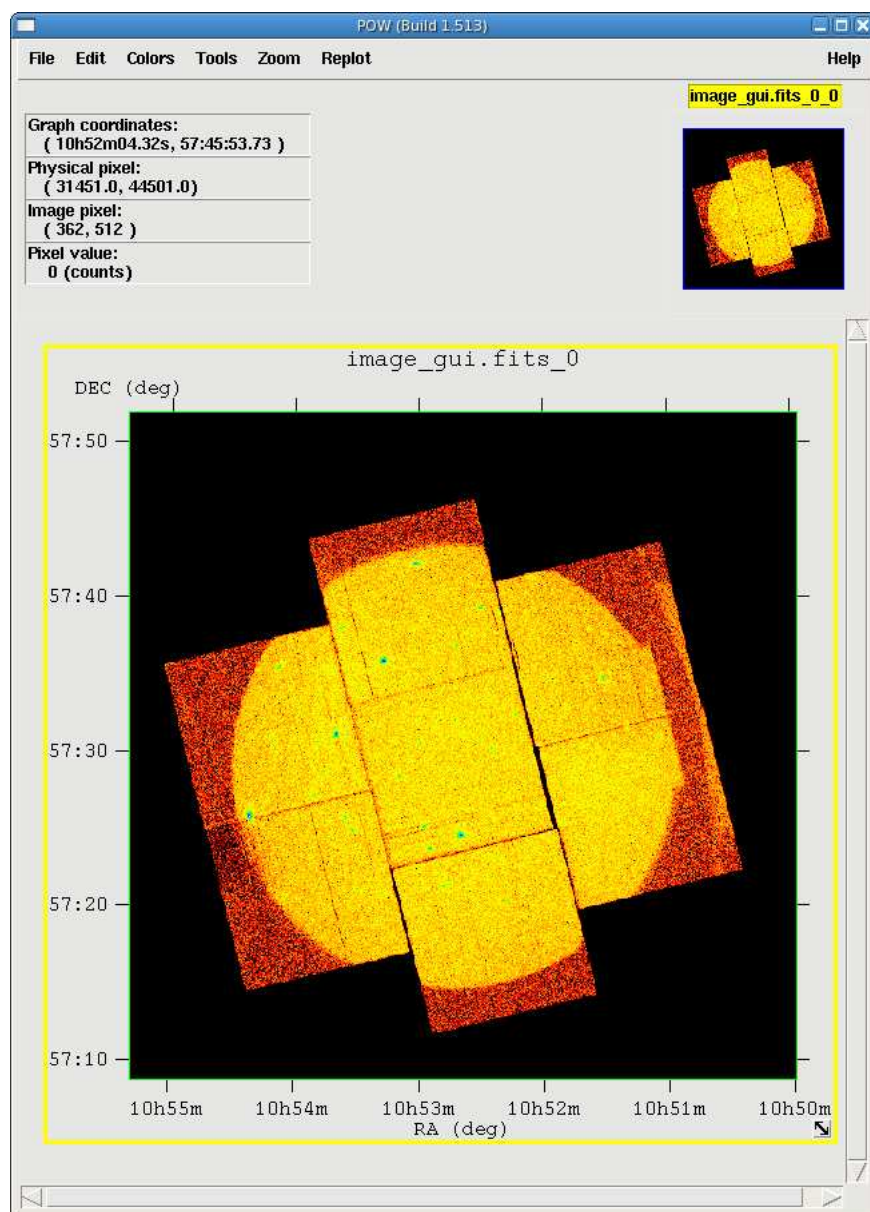 POW (Build 1.513)
File Edit Colors Tools Zoom Replot Help
image_gui.fits_0_0
Graph coordinates:
( 10h52m04.32s, 57:45:53.73 )
Physical pixel:
( 31451.0, 44501.0)
Image pixel:
( 362, 512 )
Pixel value:
0 (counts)
image_gui.fits_0
DEC (deg)
57:50
57:40
57:30
57:20
57:10
10h55m 10h54m 10h53m 10h52m 10h51m 10h50m
RA (deg)